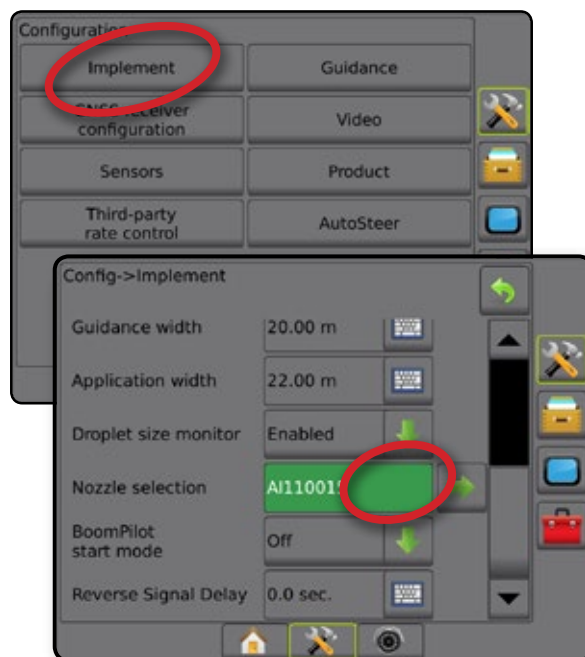 Configuration
Implement
Guidance
GNSS receiver
configuration
Video
Sensors
Product
Third-party
rate control
AutoSteer
Config->Implement
Guidance width
20.00 m
Application width
22.00 m
Droplet size monitor
Enabled
Nozzle selection
BoomPilot
start mode
Off
Reverse Signal Delay
0.0 sec.